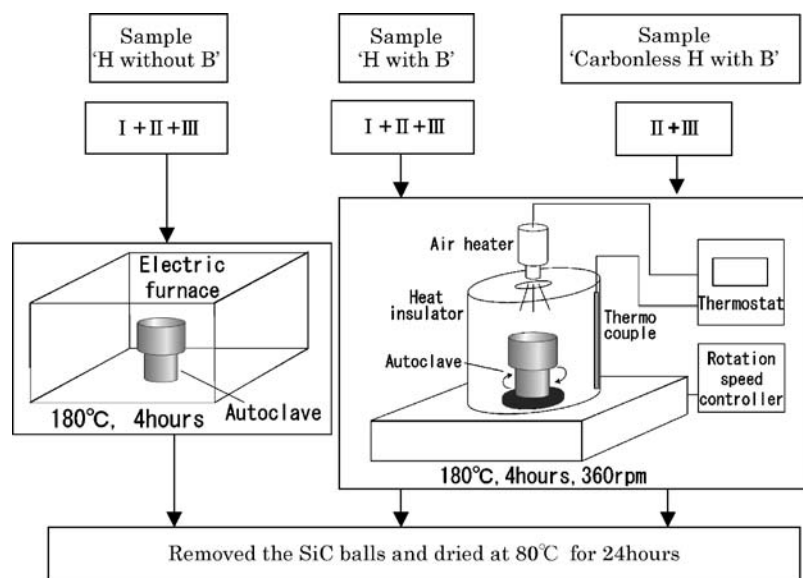 Sample
‘H without B’
Sample
‘H with B’
Sample
‘Carbonless H with B’
Ⅰ+Ⅱ+Ⅲ
Ⅰ+Ⅱ+Ⅲ
Ⅱ+Ⅲ
Electric
furnace
Autoclave
180℃, 4hours
Air heater
Heat
insulator
Thermo
couple
Autoclave
Thermostat
Rotation
speed
controller
180℃, 4hours, 360rpm
Removed the SiC balls and dried at 80℃ for 24hours